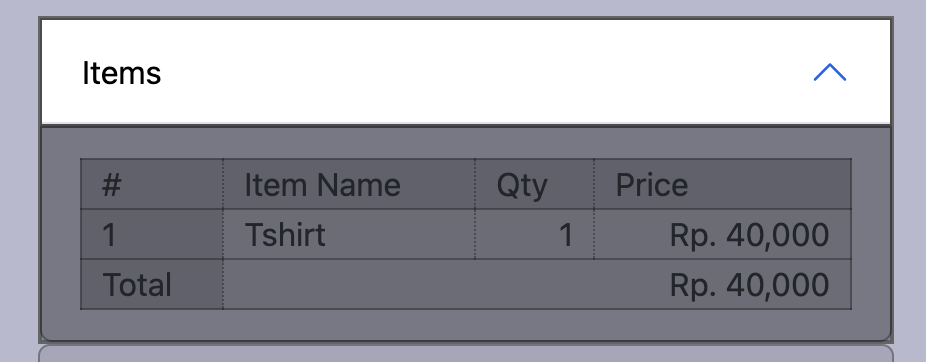 Items
# Item Name Qty Price
1 Tshirt 1 Rp. 40,000
Total Rp. 40,000